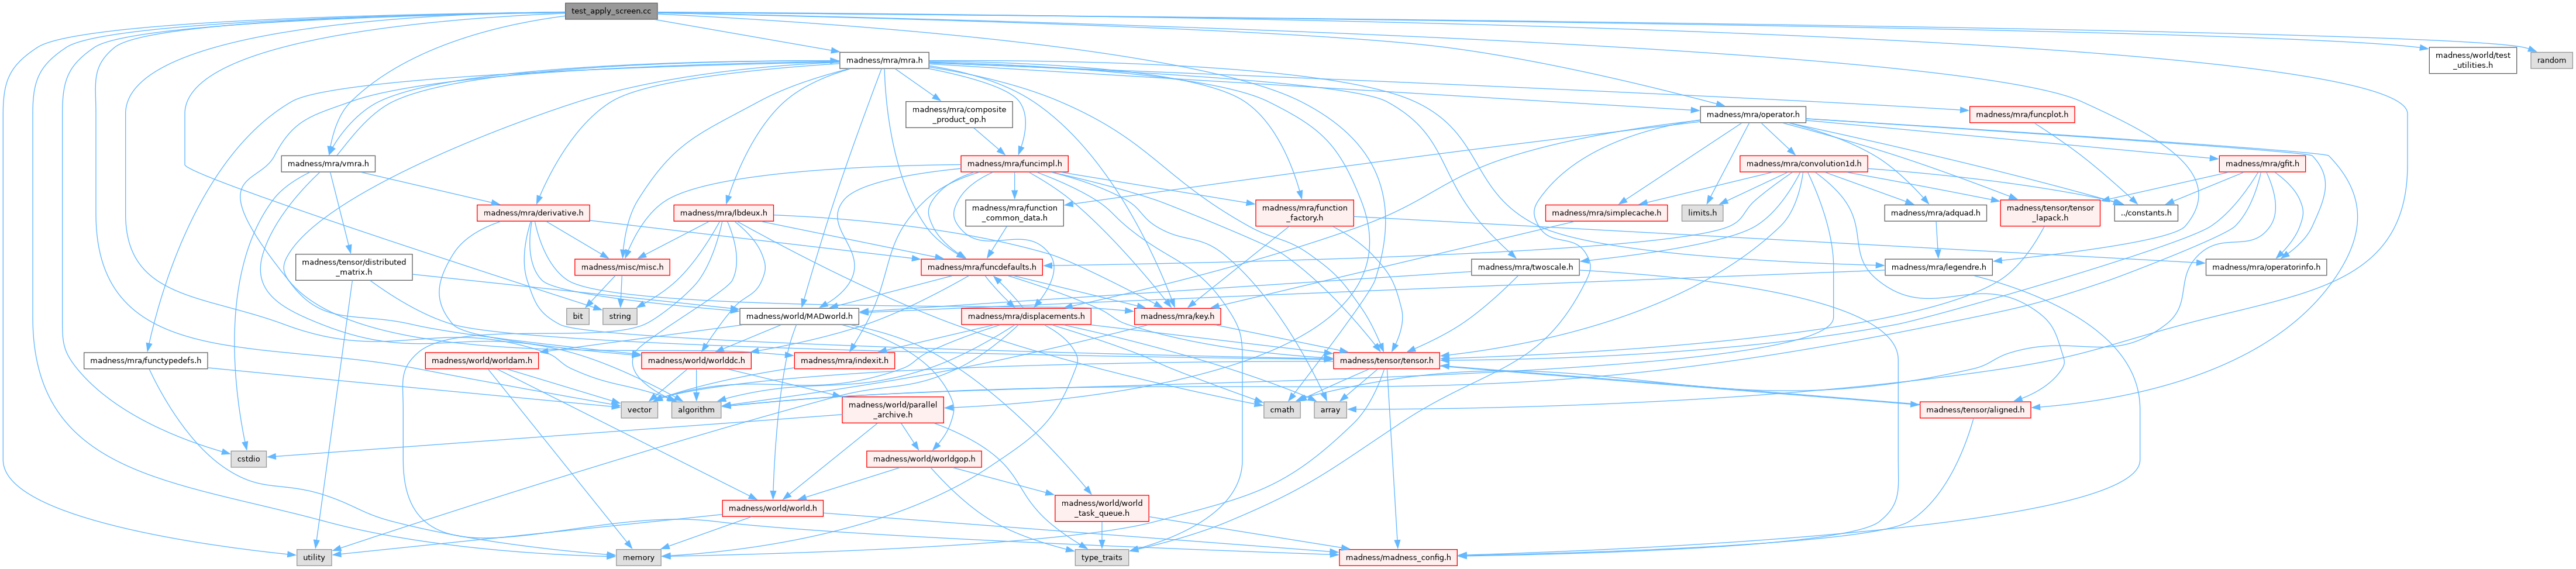 test_apply_screen.cc
madness/mra/mra.h
madness/world/test
_utilities.h
random
madness/mra/composite
_product_op.h
madness/mra/operator.h
madness/mra/funcplot.h
madness/mra/vmra.h
madness/mra/funcimpl.h
madness/mra/convolution1d.h
madness/mra/gfit.h
madness/mra/derivative.h
madness/mra/lbdeux.h
madness/mra/function
_common_data.h
madness/mra/function
_factory.h
madness/mra/simplecache.h
limits.h
madness/mra/adquad.h
madness/tensor/tensor
_lapack.h
../constants.h
madness/tensor/distributed
_matrix.h
madness/misc/misc.h
madness/mra/funcdefaults.h
madness/mra/twoscale.h
madness/mra/legendre.h
madness/mra/operatorinfo.h
bit
string
madness/world/MADworld.h
madness/mra/displacements.h
madness/mra/key.h
madness/mra/functypedefs.h
madness/world/worldam.h
madness/world/worlddc.h
madness/mra/indexit.h
madness/tensor/tensor.h
vector
algorithm
madness/world/parallel
_archive.h
cmath
array
madness/tensor/aligned.h
cstdio
madness/world/worldgop.h
madness/world/world.h
madness/world/world
_task_queue.h
utility
memory
type_traits
madness/madness_config.h